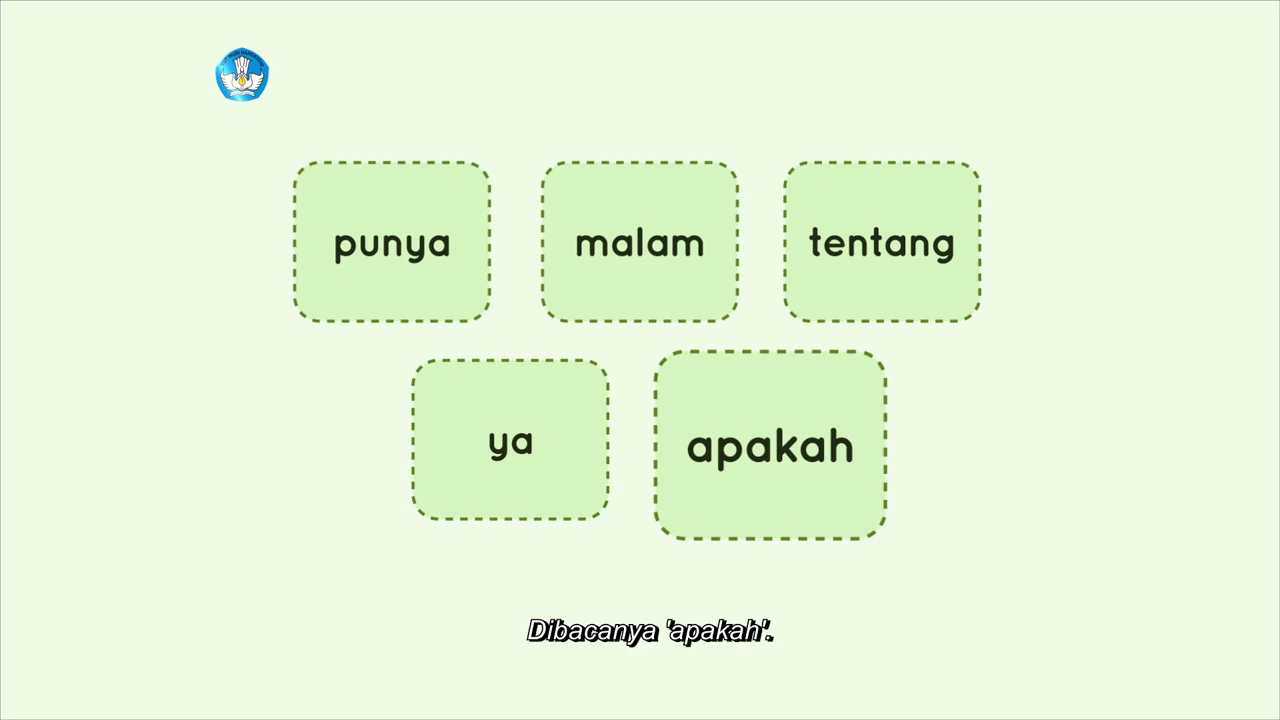 punya
malam
tentang
ya
apakah
Dibacanya 'apakah'.